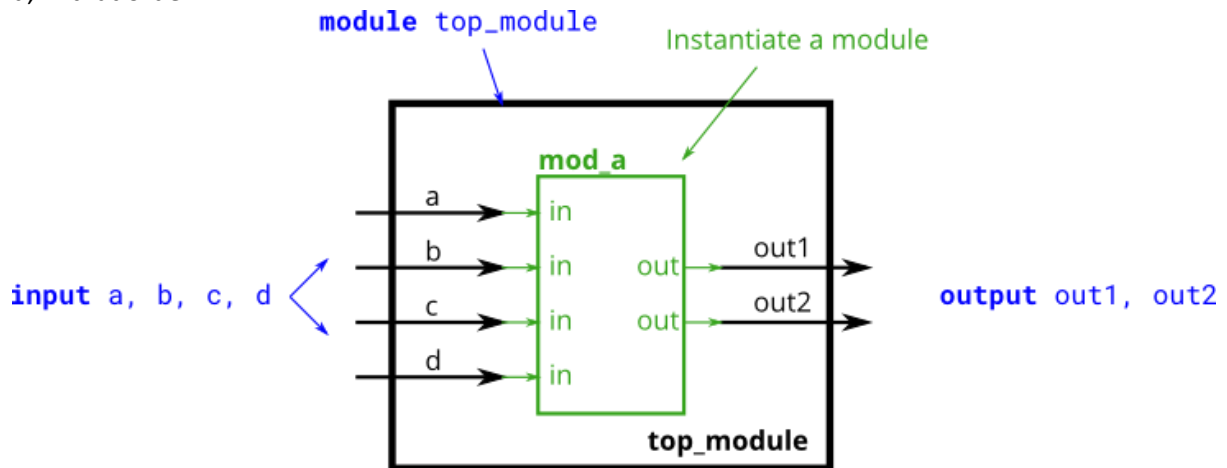 module top_module
Instantiate a module
mod_a
a
in
b
in
out
out1
input a, b, c, d
output out1, out2
c
in
out
out2
d
in
top_module